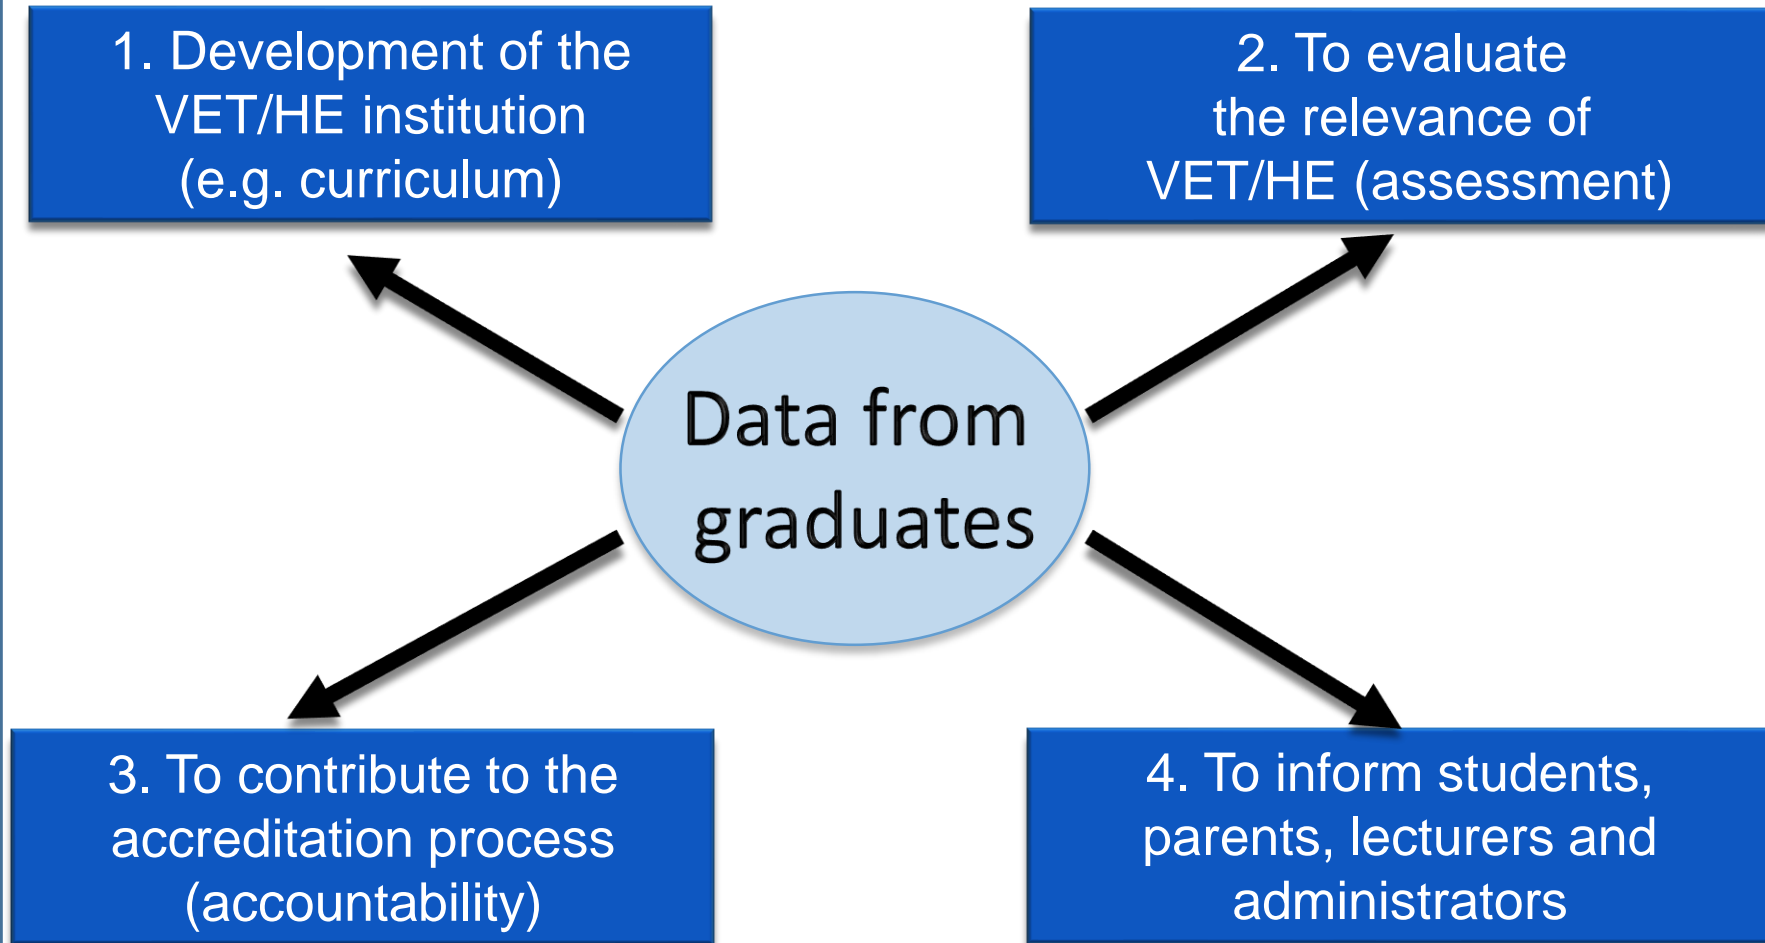 1. Development of the
VET/HE institution
(e.g. curriculum)
2. To evaluate
the relevance of
VET/HE (assessment)
Data from
graduates
3. To contribute to the
accreditation process
(accountability)
4. To inform students,
parents, lecturers and
administrators